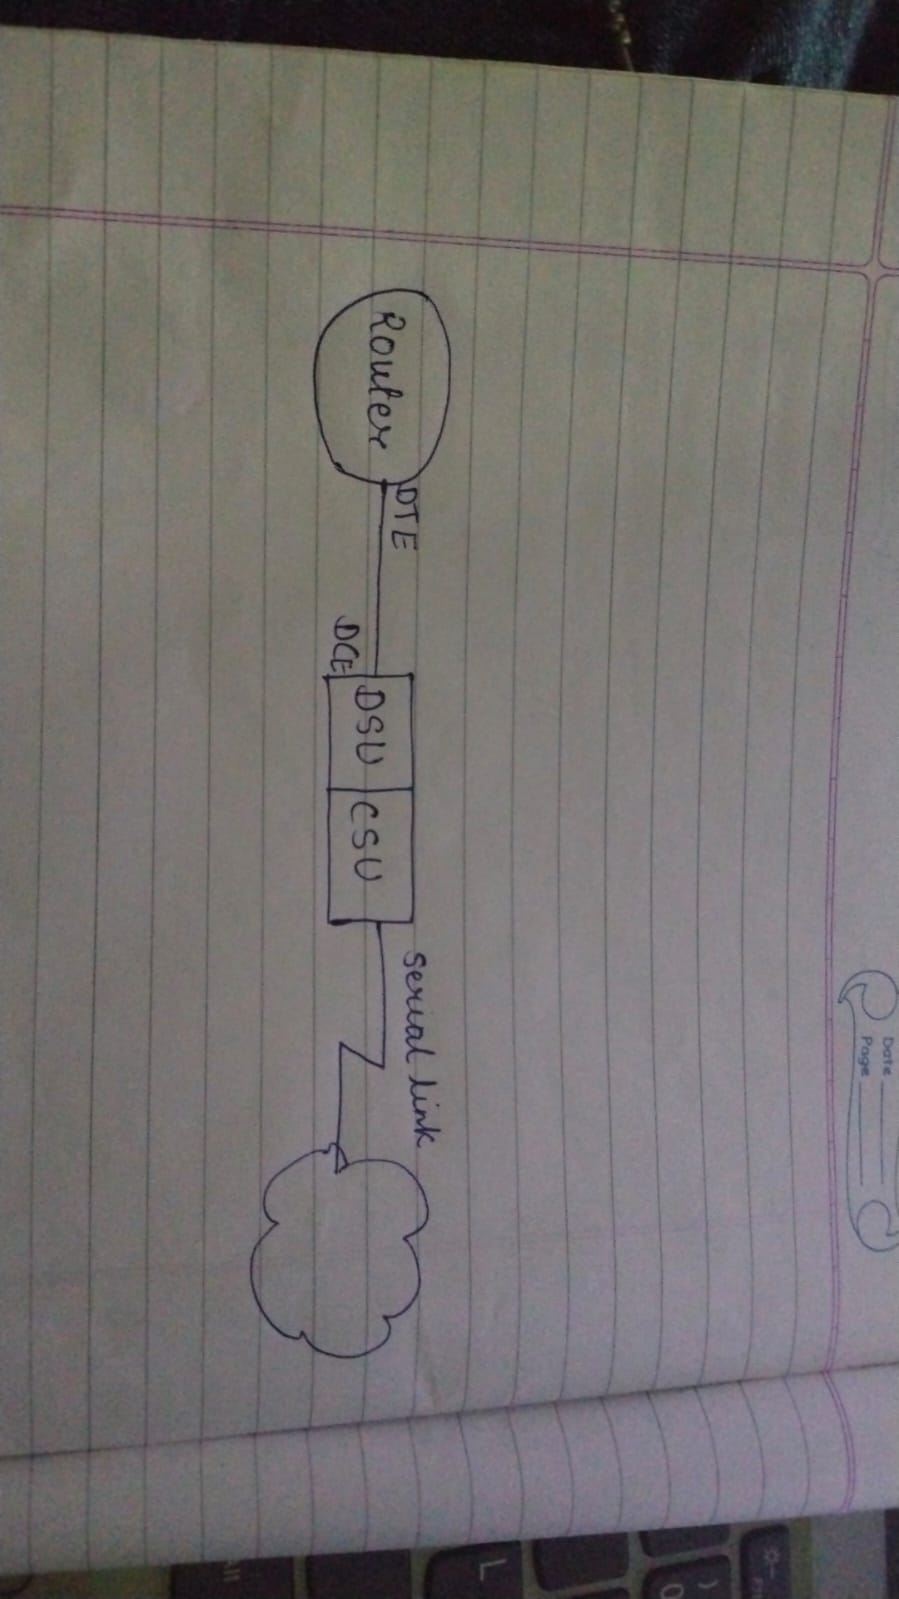 Date
Page
Router
DTE
DCE
DSU
CSU
serial link
L